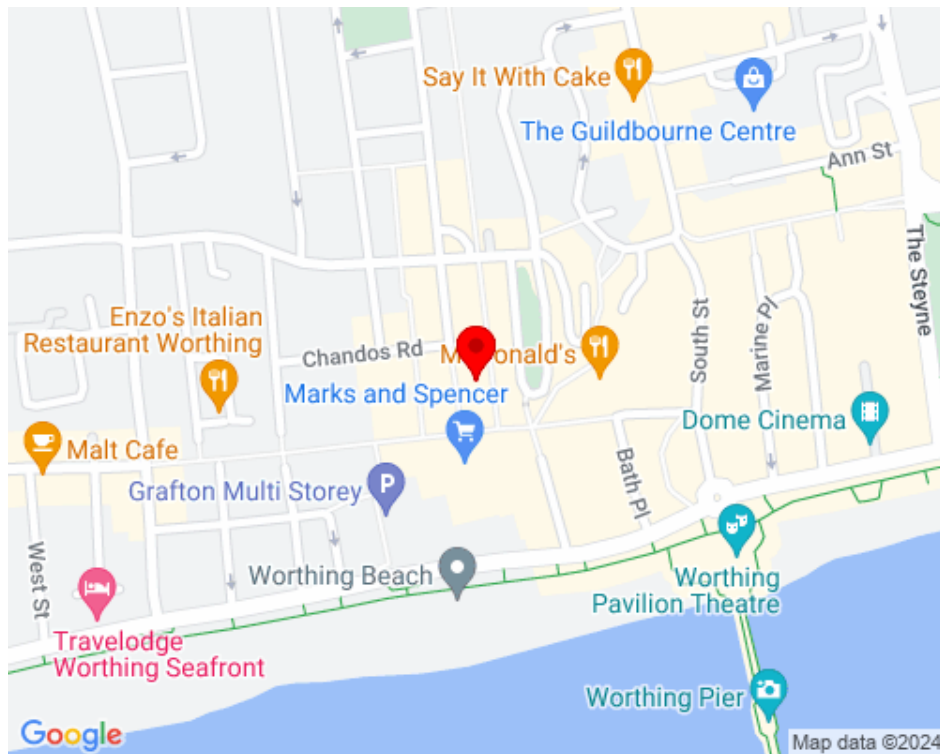 Say It With Cake
The Guildbourne Centre
Ann St
The Steyne
Enzo's Italian
Restaurant Worthing
Chandos Rd
McDonald's
South St
Marine Pl
Marks and Spencer
Dome Cinema
Malt Cafe
Grafton Multi Storey
P
Bath Pl
West St
Worthing Beach
Worthing
Pavilion Theatre
Travelodge
Worthing Seafront
Worthing Pier
Google
Map data ©2024